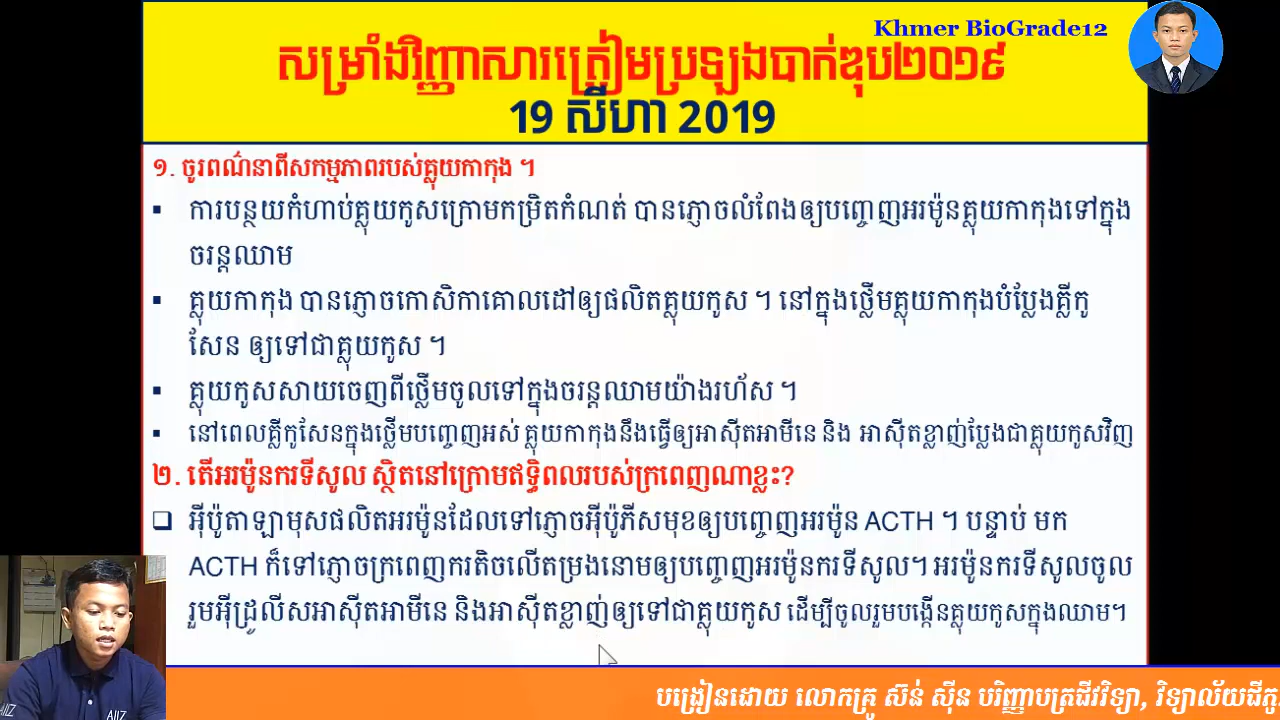 Khmer BioGrade12
សម្រាំងវិញ្ញាសារត្រៀមប្រឡងបាក់ឌុប២០១៩
19 សីហា 2019
១. ចូរពណ៌នាពីសកម្មភាពរបស់គ្លុយកាកុង ។
▪ ការបន្ថយកំហាប់គ្លុយកូសក្រោមកម្រិតកំណត់ បានភ្ញោចលំពែងឲ្យបញ្ចេញអរម៉ូនគ្លុយកាកុងទៅក្នុង
ចរន្តឈាម
▪ គ្លុយកាកុង បានភ្ញោចកោសិកាគោលដៅឲ្យផលិតគ្លុយកូស ។ នៅក្នុងថ្លើមគ្លុយកាកុងបំប្លែងគ្លីកូ
សែន ឲ្យទៅជាគ្លុយកូស ។
▪ គ្លុយកូសសាយចេញពីថ្លើមចូលទៅក្នុងចរន្តឈាមយ៉ាងរហ័ស ។
▪ នៅពេលគ្លីកូសែនក្នុងថ្លើមបញ្ចេញអស់ គ្លុយកាកុងនឹងធ្វើឲ្យអាស៊ីតអាមីនេ និង អាស៊ីតខ្លាញ់ប្លែងជាគ្លុយកូសវិញ
២. តើអរម៉ូនករទីសូល ស្ថិតនៅក្រោមឥទ្ធិពលរបស់ក្រពេញណាខ្លះ?
❑ អ៊ីប៉ូតាឡាមុសផលិតអរម៉ូនដែលទៅភ្ញោចអ៊ីប៉ូភីសមុខឲ្យបញ្ចេញអរម៉ូន ACTH ។ បន្ទាប់ មក
ACTH ក៏ទៅភ្ញោចក្រពេញករតិចលើតម្រងនោមឲ្យបញ្ចេញអរម៉ូនករទីសូល។ អរម៉ូនករទីសូលចូល
រួមអ៊ីដ្រូលីសអាស៊ីតអាមីនេ និងអាស៊ីតខ្លាញ់ឲ្យទៅជាគ្លុយកូស ដើម្បីចូលរួមបង្កើនគ្លុយកូសក្នុងឈាម។
AIIZ
AIIZ
បង្រៀនដោយ លោកគ្រូ ស៊ន់ ស៊ីន បរិញ្ញាបត្រជីវវិទ្យា, វិទ្យាល័យជីភូ